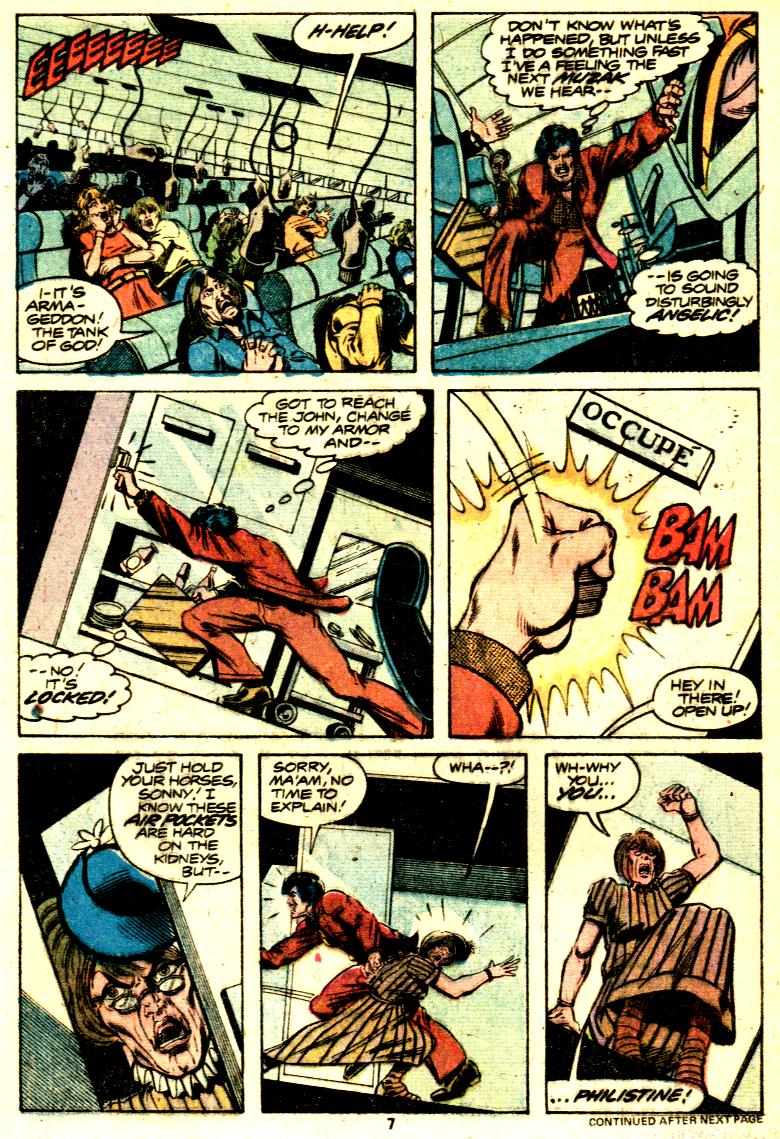 EEEEEEEE
H-HELP!
I-IT'S
ARMA-
GEDDON!
THE TANK
OF GOD!
DON'T KNOW WHAT'S
HAPPENED, BUT UNLESS
I DO SOMETHING FAST
I'VE A FEELING THE
NEXT MUZAK
WE HEAR--
--IS GOING
TO SOUND
DISTURBINGLY
ANGELIC!
GOT TO REACH
THE JOHN, CHANGE
TO MY ARMOR
AND--
--NO!
IT'S
LOCKED!
OCCUPÉ
BAM
BAM
HEY IN
THERE!
OPEN UP!
JUST HOLD
YOUR HORSES,
SONNY! I
KNOW THESE
AIR POCKETS
ARE HARD
ON THE
KIDNEYS,
BUT--
SORRY,
MA'AM, NO
TIME TO
EXPLAIN!
WHA--?!
WH-WHY
YOU...
YOU...
...PHILISTINE!
7
CONTINUED AFTER NEXT PAGE